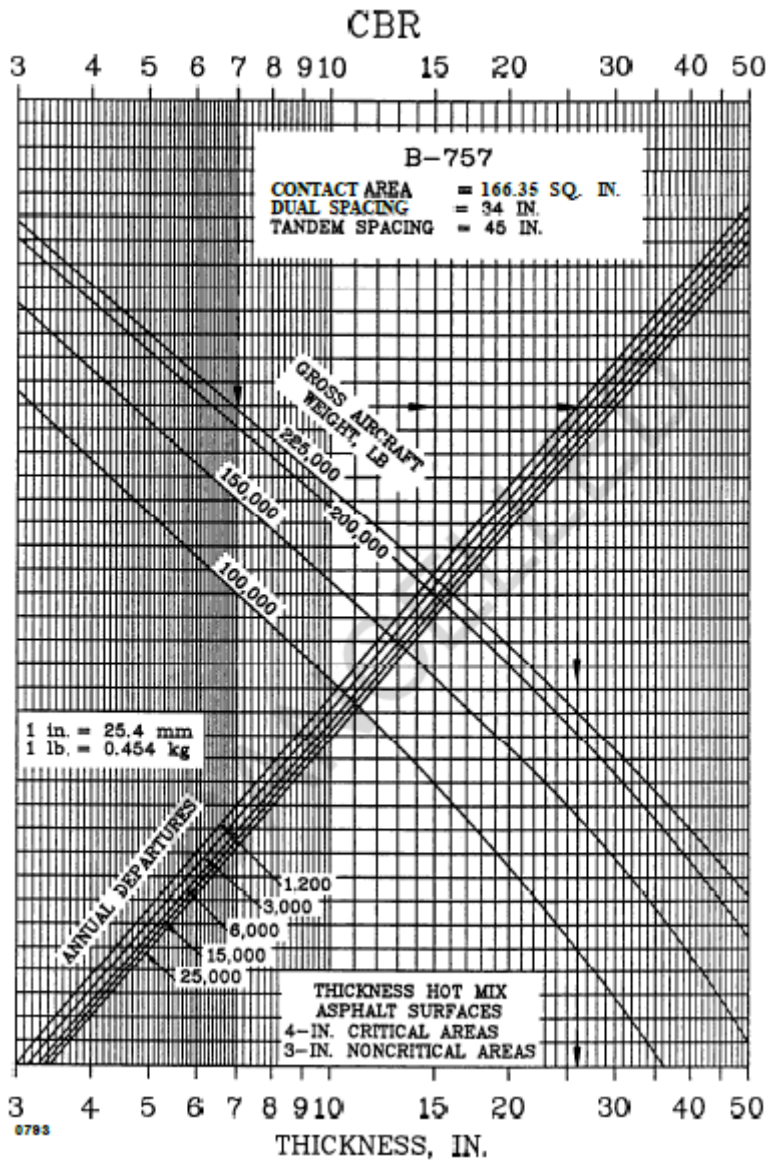 CBR
3 4 5 6 7 8 9 10 15 20 30 40 50
B-757
CONTACT AREA = 166.35 SQ. IN.
DUAL SPACING = 34 IN.
TANDEM SPACING = 45 IN.
GROSS AIRCRAFT
WEIGHT, LB
225,000
200,000
150,000
100,000
1 in. = 25.4 mm
1 lb. = 0.454 kg
ANNUAL DEPARTURES
1,200
3,000
6,000
15,000
25,000
THICKNESS HOT MIX
ASPHALT SURFACES
4-IN. CRITICAL AREAS
3-IN. NONCRITICAL AREAS
3 4 5 6 7 8 9 10 15 20 30 40 50
0793
THICKNESS, IN.